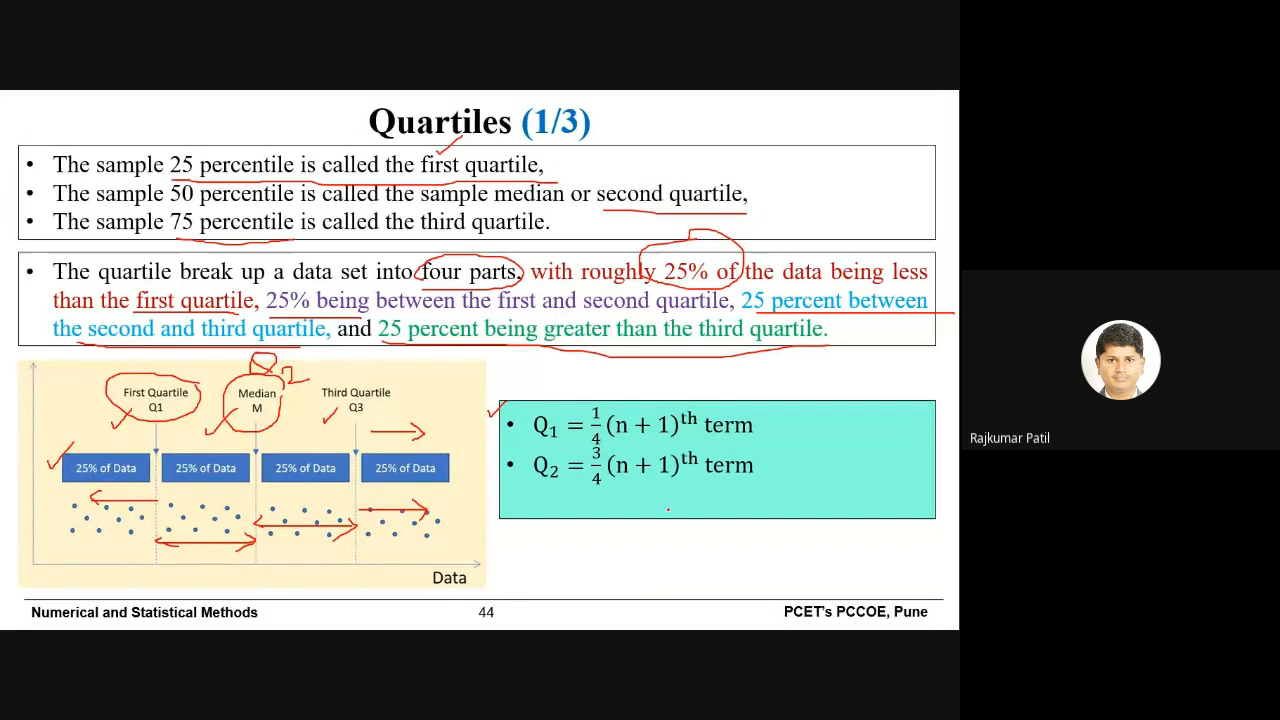 Quartiles (1/3)
• The sample 25 percentile is called the first quartile,
• The sample 50 percentile is called the sample median or second quartile,
• The sample 75 percentile is called the third quartile.
• The quartile break up a data set into four parts, with roughly 25% of the data being less
than the first quartile, 25% being between the first and second quartile, 25 percent between
the second and third quartile, and 25 percent being greater than the third quartile.
Q2
First Quartile Median Third Quartile
Q1 M Q3
25% of Data 25% of Data 25% of Data 25% of Data
Data
• Q₁ = 1/4 (n + 1)ᵗʰ term
• Q₂ = 3/4 (n + 1)ᵗʰ term
Numerical and Statistical Methods 44 PCET's PCCOE, Pune
Rajkumar Patil